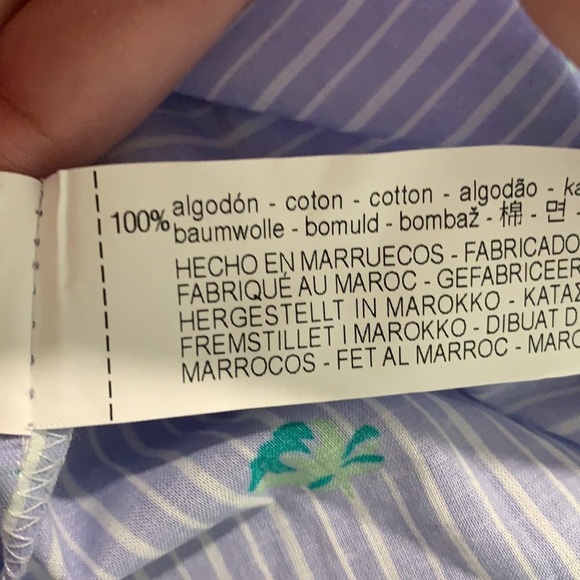 100% algodón - coton - cotton - algodão -
baumwolle - bomuld - bombaž - 棉 - 면 -
HECHO EN MARRUECOS - FABRICADO
FABRIQUÉ AU MAROC - GEFABRICEER
HERGESTELLT IN MAROKKO - ΚΑΤΑΣ
FREMSTILLET I MAROKKO - DIBUAT D
MARROCOS - FET AL MARROC - MARO